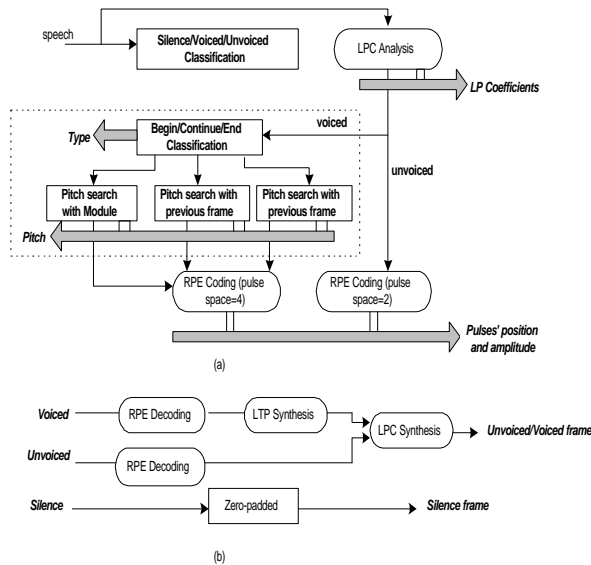 speech
Silence/Voiced/Unvoiced
Classification
LPC Analysis
LP Coefficients
Type
Begin/Continue/End
Classification
voiced
unvoiced
Pitch search
with Module
Pitch search with
previous frame
Pitch search with
previous frame
Pitch
RPE Coding (pulse
space=4)
RPE Coding (pulse
space=2)
Pulses' position
and amplitude
(a)
Voiced
RPE Decoding
LTP Synthesis
LPC Synthesis
Unvoiced/Voiced frame
Unvoiced
RPE Decoding
Silence
Zero-padded
Silence frame
(b)